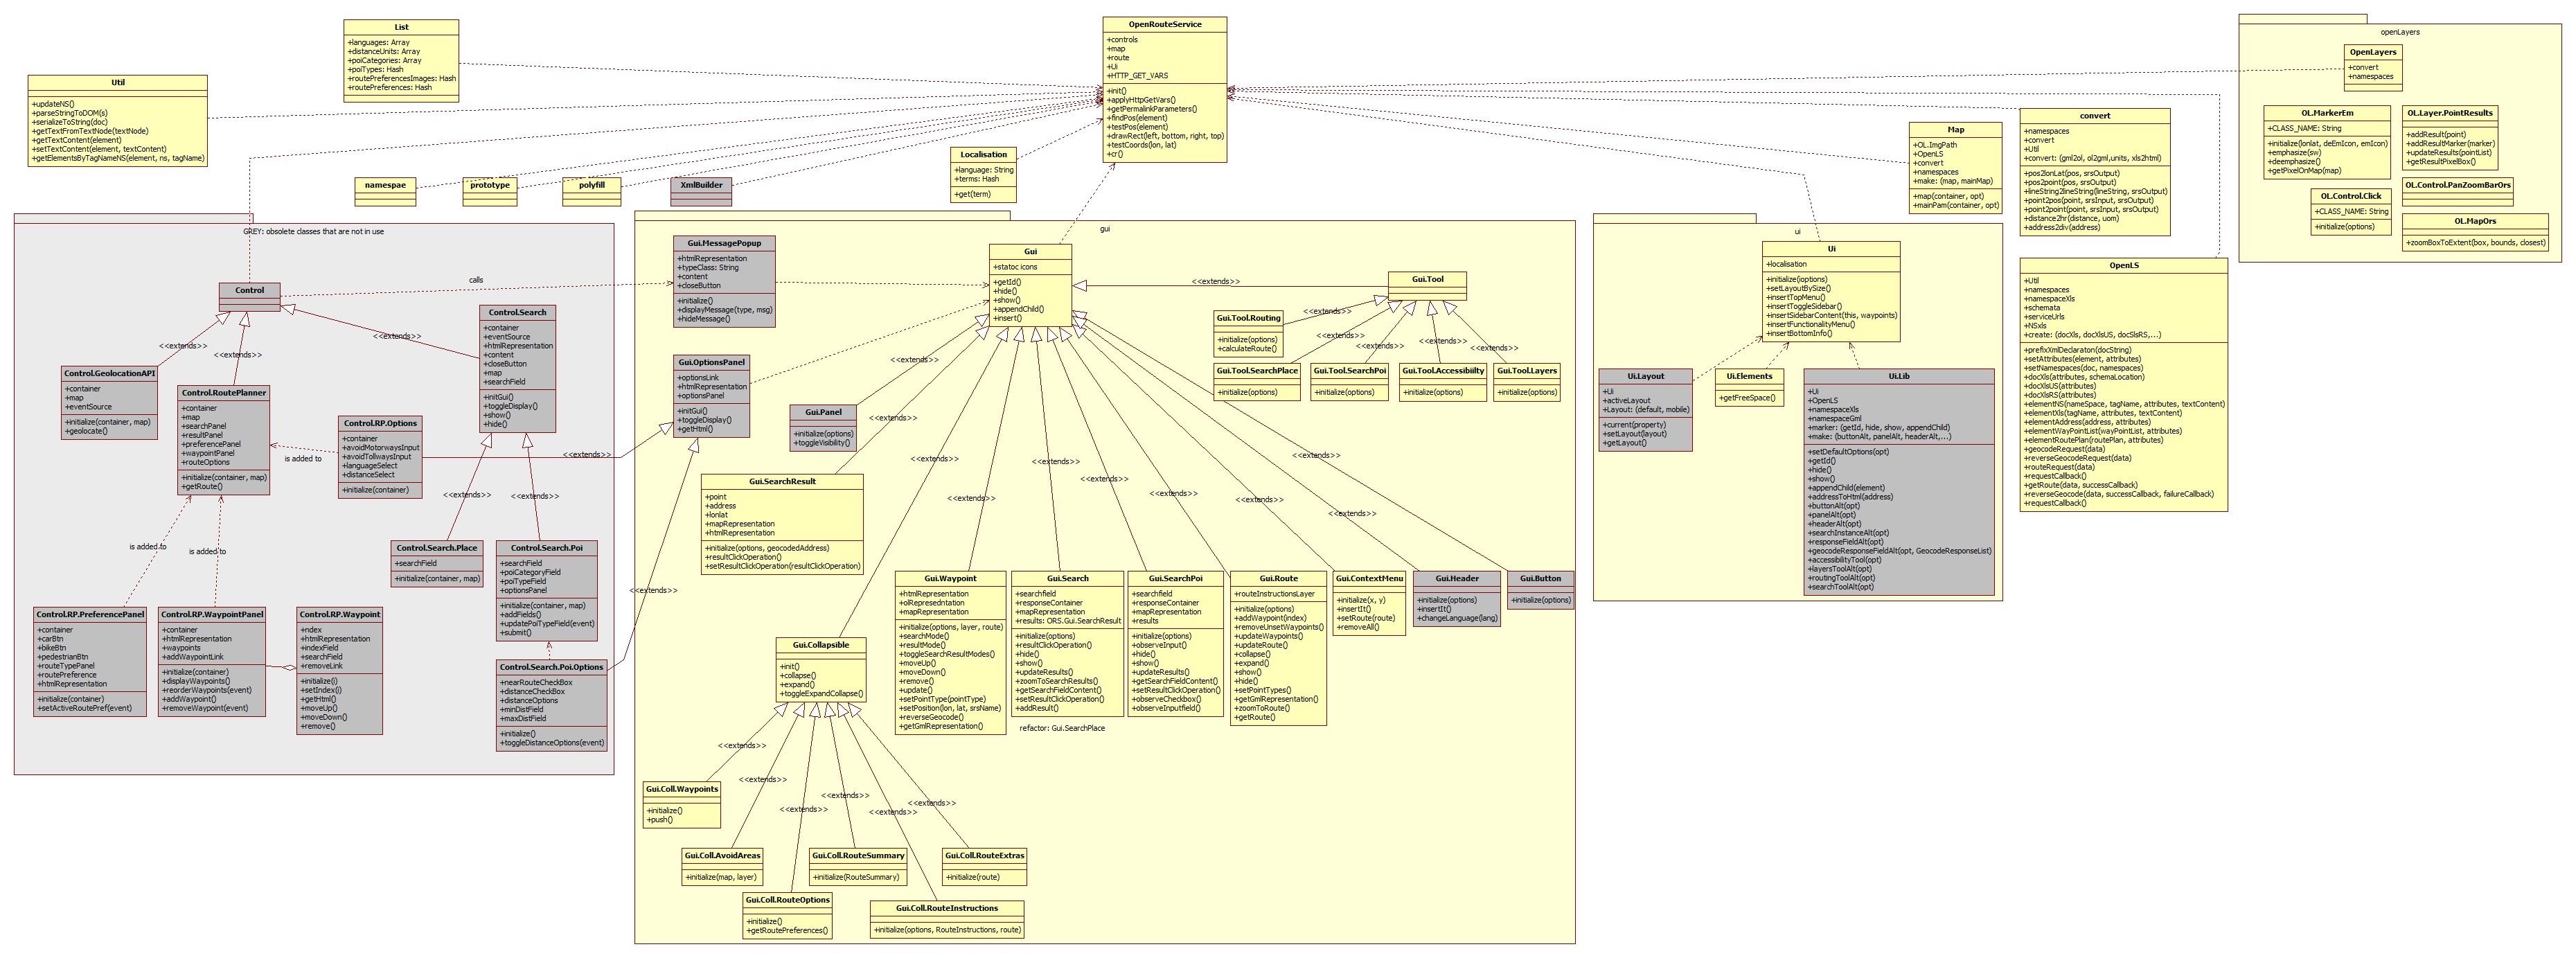 List
+languages: Array
+distanceUnits: Array
+poiCategories: Array
+poiTypes: Hash
+routePreferencesImages: Hash
+routePreferences: Hash
Util
+updateNS()
+parseStringToDOM(s)
+serializeToString(doc)
+getTextFromTextNode(textNode)
+getTextContent(element)
+setTextContent(element, textContent)
+getElementsByTagNameNS(element, ns, tagName)
OpenRouteService
+controls
+map
+route
+Ui
+HTTP_GET_VARS
+init()
+applyHttpGetVars()
+getPermalinkParameters()
+findPos(element)
+testPos(element)
+drawRect(left, bottom, right, top)
+testCoords(lon, lat)
+cr()
Localisation
+language: String
+terms: Hash
+get(term)
namespae
prototype
polyfill
XmlBuilder
Map
+OL.ImgPath
+OpenLS
+convert
+namespaces
+make: (map, mainMap)
+map(container, opt)
+mainPam(container, opt)
convert
+namespaces
+convert
+Util
+convert: (gml2ol, ol2gml,units, xls2html)
+pos2lonLat(pos, srsOutput)
+pos2point(pos, srsOutput)
+lineString2lineString(lineString, srsOutput)
+point2pos(point, srsInput, srsOutput)
+point2point(point, srsInput, srsOutput)
+distance2hr(distance, uom)
+address2div(address)
OpenLS
+Util
+namespaces
+namespaceXls
+schemata
+serviceUrls
+NSxls
+create: (docXls, docXlsUS, docSlsRS,...)
+prefixXmlDeclaraton(docString)
+setAttributes(element, attributes)
+setNamespaces(doc, namespaces)
+docXls(attributes, schemaLocation)
+docXlsUS(attributes)
+docXlsRS(attributes)
+elementNS(nameSpace, tagName, attributes, textContent)
+elementXls(tagName, attributes, textContent)
+elementAddress(address, attributes)
+elementWayPointList(wayPointList, attributes)
+elementRoutePlan(routePlan, attributes)
+geocodeRequest(data)
+reverseGeocodeRequest(data)
+routeRequest(data)
+requestCallback()
+getRoute(data, successCallback)
+reverseGeocode(data, successCallback, failureCallback)
+requestCallback()
openLayers
OpenLayers
+convert
+namespaces
OL.MarkerEm
+CLASS_NAME: String
+initialize(lonlat, deEmIcon, emIcon)
+emphasize(sw)
+deemphasize()
+getPixelOnMap(map)
OL.Layer.PointResults
+addResult(point)
+addResultMarker(marker)
+updateResults(pointList)
+getResultPixelBox()
OL.Control.PanZoomBarOrs
OL.Control.Click
+CLASS_NAME: String
+initialize(options)
OL.MapOrs
+zoomBoxToExtent(box, bounds, closest)
GREY: obsolete classes that are not in use
Control
calls
Control.Search
+container
+eventSource
+htmlRepresentation
+content
+closeButton
+map
+searchField
+initGui()
+toggleDisplay()
+show()
+hide()
<<extends>>
<<extends>>
<<extends>>
Control.GeolocationAPI
+container
+map
+eventSource
+initialize(container, map)
+geolocate()
Control.RoutePlanner
+container
+map
+searchPanel
+resultPanel
+preferencePanel
+waypointPanel
+routeOptions
+initialize(container, map)
+getRoute()
is added to
Control.RP.Options
+container
+avoidMotorwaysInput
+avoidTollwaysInput
+languageSelect
+distanceSelect
+initialize(container)
<<extends>>
<<extends>>
<<extends>>
is added to
is added to
Control.Search.Place
+searchField
+initialize(container, map)
Control.Search.Poi
+searchField
+poiCategoryField
+poiTypeField
+optionsPanel
+initialize(container, map)
+addFields()
+updatePoiTypeField(event)
+submit()
Control.RP.PreferencePanel
+container
+carBtn
+bikeBtn
+pedestrianBtn
+routeTypePanel
+routePreference
+htmlRepresentation
+initialize(container)
+setActiveRoutePref(event)
Control.RP.WaypointPanel
+container
+htmlRepresentation
+waypoints
+addWaypointLink
+initialize(container)
+displayWaypoints()
+reorderWaypoints(event)
+addWaypoint()
+removeWaypoint(event)
Control.RP.Waypoint
+ndex
+htmlRepresentation
+indexField
+searchField
+removeLink
+initialize(i)
+setIndex(i)
+getHtml()
+moveUp()
+moveDown()
+remove()
Control.Search.Poi.Options
+nearRouteCheckBox
+distanceCheckBox
+distanceOptions
+minDistField
+maxDistField
+initialize()
+toggleDistanceOptions(event)
<<extends>>
gui
Gui.MessagePopup
+htmlRepresentation
+typeClass: String
+content
+closeButton
+initialize()
+displayMessage(type, msg)
+hideMessage()
Gui
+statoc icons
+getId()
+hide()
+show()
+appendChild()
+insert()
<<extends>>
Gui.Tool
Gui.Tool.Routing
+initialize(options)
+calculateRoute()
<<extends>>
<<extends>>
<<extends>>
<<extends>>
<<extends>>
Gui.Tool.SearchPlace
+initialize(options)
Gui.Tool.SearchPoi
+initialize(options)
Gui.Tool.Accessibiilty
+initialize(options)
Gui.Tool.Layers
+initialize(options)
Gui.OptionsPanel
+optionsLink
+htmlRepresentation
+optionsPanel
+initGui()
+toggleDisplay()
+getHtml()
<<extends>>
Gui.Panel
+initialize(options)
+toggleVisibility()
<<extends>>
<<extends>>
<<extends>>
<<extends>>
<<extends>>
<<extends>>
<<extends>>
<<extends>>
<<extends>>
Gui.SearchResult
+point
+address
+lonlat
+mapRepresentation
+htmlRepresentation
+initialize(options, geocodedAddress)
+resultClickOperation()
+setResultClickOperation(resultClickOperation)
Gui.Waypoint
+htmlRepresentation
+olRepresedntation
+mapRepresentation
+initialize(options, layer, route)
+searchMode()
+resultMode()
+toggleSearchResultModes()
+moveUp()
+moveDown()
+remove()
+update()
+setPointType(pointType)
+setPosition(lon, lat, srsName)
+reverseGeocode()
+getGmlRepresentation()
Gui.Search
+searchfield
+responseContainer
+mapRepresentation
+results: ORS.Gui.SearchResult
+initialize(options)
+resultClickOperation()
+hide()
+show()
+updateResults()
+zoomToSearchResults()
+getSearchFieldContent()
+setResultClickOperation()
+addResult()
refactor: Gui.SearchPlace
Gui.SearchPoi
+searchfield
+responseContainer
+mapRepresentation
+results
+initialize(options)
+observeInput()
+hide()
+show()
+updateResults()
+getSearchFieldContent()
+setResultClickOperation()
+observeCheckbox()
+observeInputfield()
Gui.Route
+routeInstructionsLayer
+initialize(options)
+addWaypoint(index)
+removeUnsetWaypoints()
+updateWaypoints()
+updateRoute()
+collapse()
+expand()
+show()
+hide()
+setPointTypes()
+getGmlRepresentation()
+zoomToRoute()
+getRoute()
Gui.ContextMenu
+initialize(x, y)
+insertIt()
+setRoute(route)
+removeAll()
Gui.Header
+initialize(options)
+insertIt()
+changeLanguage(lang)
Gui.Button
+initialize(options)
Gui.Collapsible
+init()
+collapse()
+expand()
+toggleExpandCollapse()
<<extends>>
<<extends>>
<<extends>>
<<extends>>
<<extends>>
<<extends>>
Gui.Coll.Waypoints
+initialize()
+push()
Gui.Coll.AvoidAreas
+initialize(map, layer)
Gui.Coll.RouteSummary
+initialize(RouteSummary)
Gui.Coll.RouteExtras
+initialize(route)
Gui.Coll.RouteOptions
+initialize()
+getRoutePreferences()
Gui.Coll.RouteInstructions
+initialize(options, RouteInstructions, route)
ui
Ui
+localisation
+initialize(options)
+setLayoutBySize()
+insertTopMenu()
+insertToggleSidebar()
+insertSidebarContent(this, waypoints)
+insertFunctionalityMenu()
+insertBottomInfo()
Ui.Layout
+Ui
+activeLayout
+Layout: (default, mobile)
+current(property)
+setLayout(layout)
+getLayout()
Ui.Elements
+getFreeSpace()
Ui.Lib
+Ui
+OpenLS
+namespaceXls
+namespaceGml
+marker: (getId, hide, show, appendChild)
+make: (buttonAlt, panelAlt, headerAlt,...)
+setDefaultOptions(opt)
+getId()
+hide()
+show()
+appendChild(element)
+addressToHtml(address)
+buttonAlt(opt)
+panelAlt(opt)
+headerAlt(opt)
+searchInstanceAlt(opt)
+responseFieldAlt(opt)
+geocodeResponseFieldAlt(opt, GeocodeResponseList)
+accessibilityTool(opt)
+layersToolAlt(opt)
+routingToolAlt(opt)
+searchToolAlt(opt)